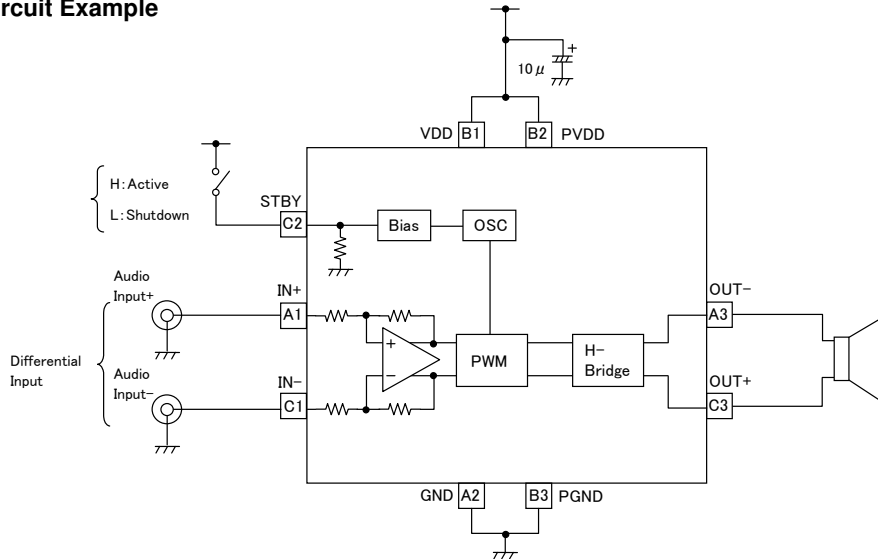 rcuit Example
+
10μ
VDD B1 B2 PVDD
H:Active
L:Shutdown
STBY
C2
Bias
OSC
Audio
Input+
IN+
A1
Differential
Input
Audio
Input-
IN-
C1
+
-
PWM
H-
Bridge
OUT-
A3
OUT+
C3
GND A2 B3 PGND